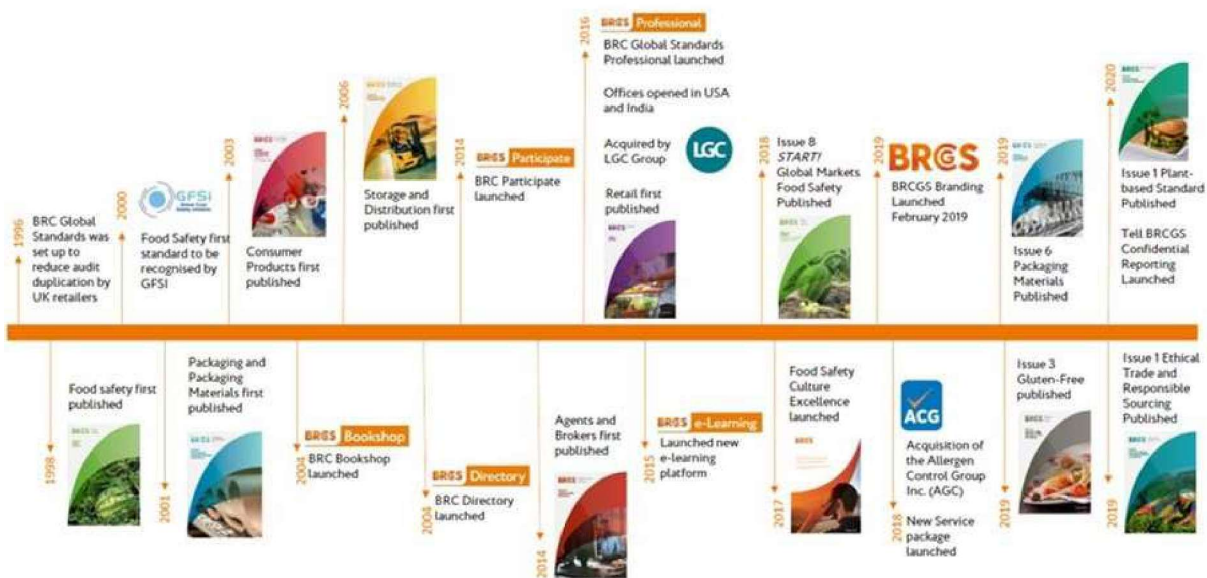 1996
BRC Global
Standards was
set up to
reduce audit
duplication by
UK retailers
2000
GFSI
Food Safety first
standard to be
recognised by
GFSI
2003
Consumer
Products first
published
2006
Storage and
Distribution first
published
2014
BRCS Participate
BRC Participate
launched
2016
BRCS Professional
BRC Global Standards
Professional launched
Offices opened in USA
and India
Acquired by
LGC Group
LGC
Retail first
published
2018
Issue 8
START!
Global Markets
Food Safety
Published
2019
BRCGS
BRCGS Branding
Launched
February 2019
2019
Issue 6
Packaging
Materials
Published
2020
Issue 1 Plant-
based Standard
Published
Tell BRCGS
Confidential
Reporting
Launched
1998
Food safety first
published
2001
Packaging and
Packaging
Materials first
published
2004
BRCS Bookshop
BRC Bookshop
launched
2004
BRCS Directory
BRC Directory
launched
2014
Agents and
Brokers first
published
2015
BRCS e-Learning
Launched new
e-learning
platform
2017
Food Safety
Culture
Excellence
launched
BRCS
2018
ACG
Acquisition of
the Allergen
Control Group
Inc. (AGC)
New Service
package
launched
2019
Issue 3
Gluten-Free
published
2019
Issue 1 Ethical
Trade and
Responsible
Sourcing
Published